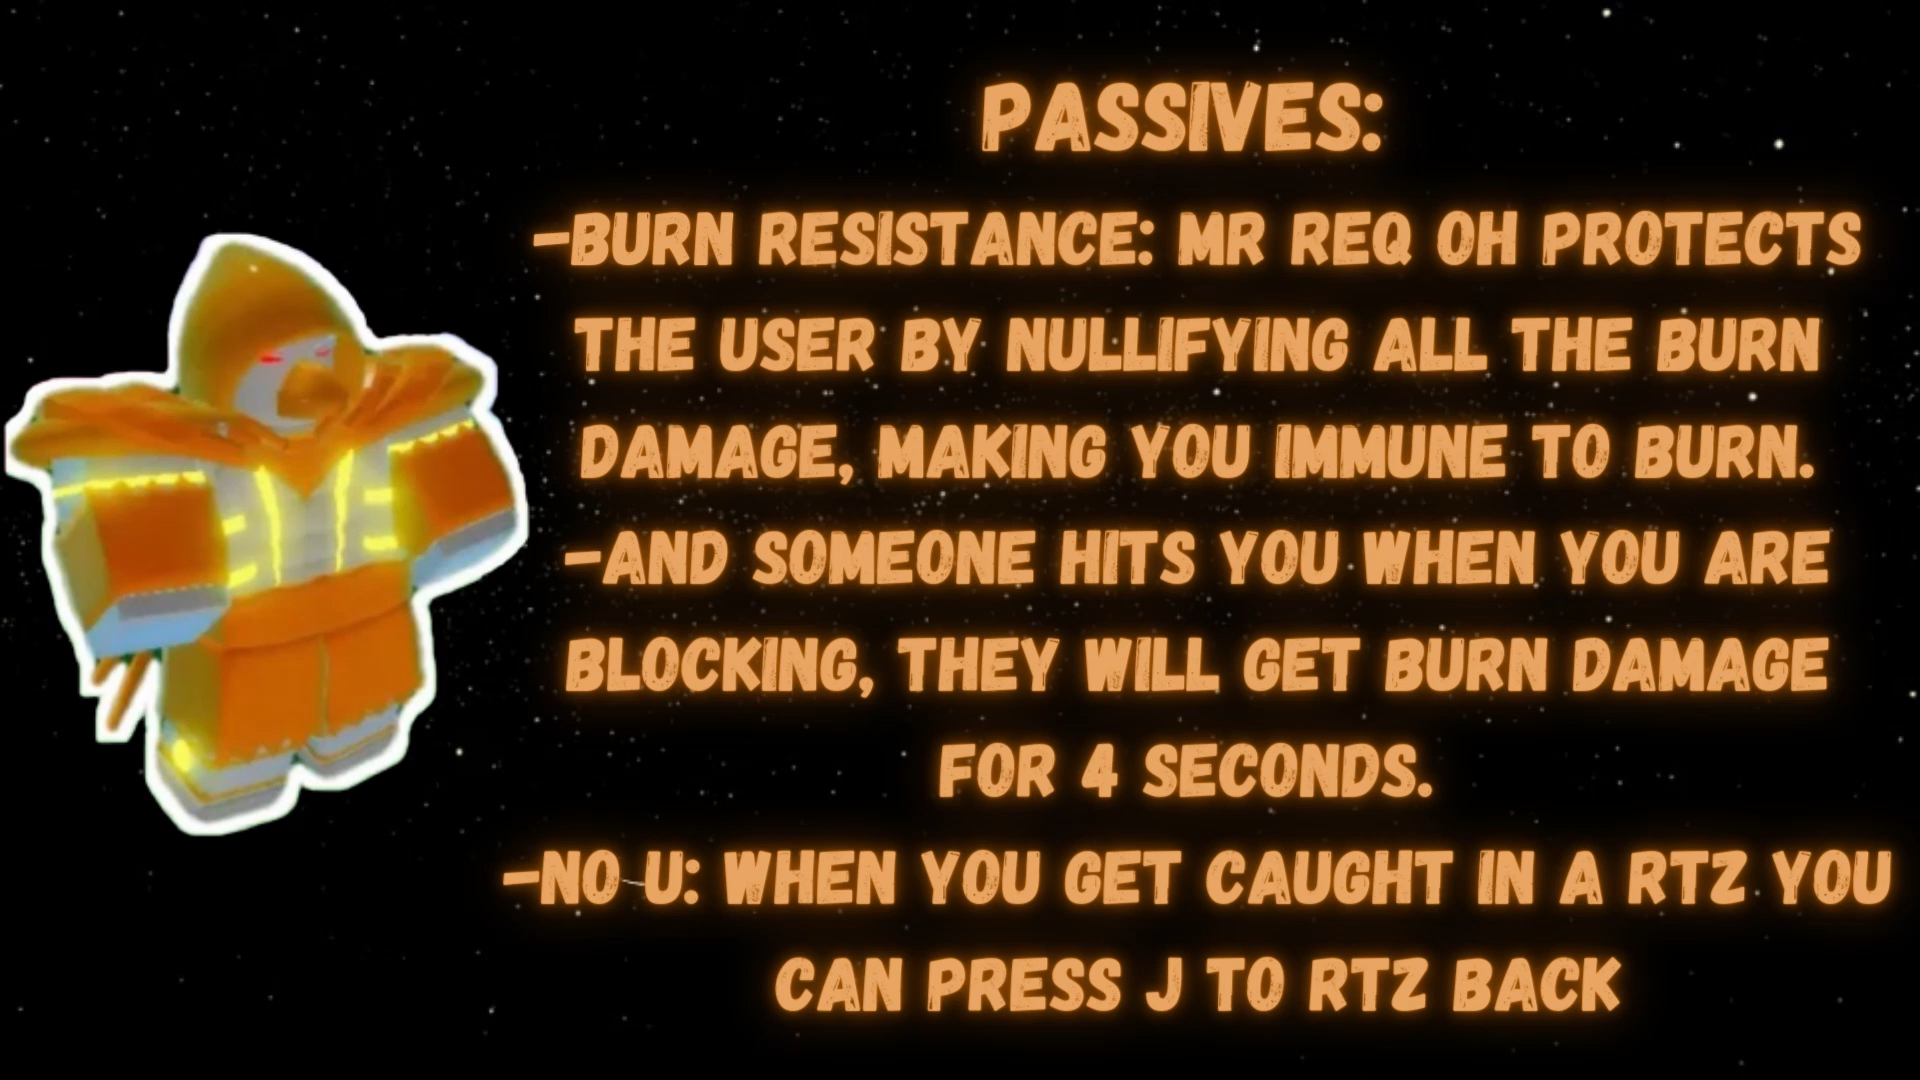 PASSIVES:
-BURN RESISTANCE: MR REQ OH PROTECTS
THE USER BY NULLIFYING ALL THE BURN
DAMAGE, MAKING YOU IMMUNE TO BURN.
-AND SOMEONE HITS YOU WHEN YOU ARE
BLOCKING, THEY WILL GET BURN DAMAGE
FOR 4 SECONDS.
-NO U: WHEN YOU GET CAUGHT IN A RTZ YOU
CAN PRESS J TO RTZ BACK